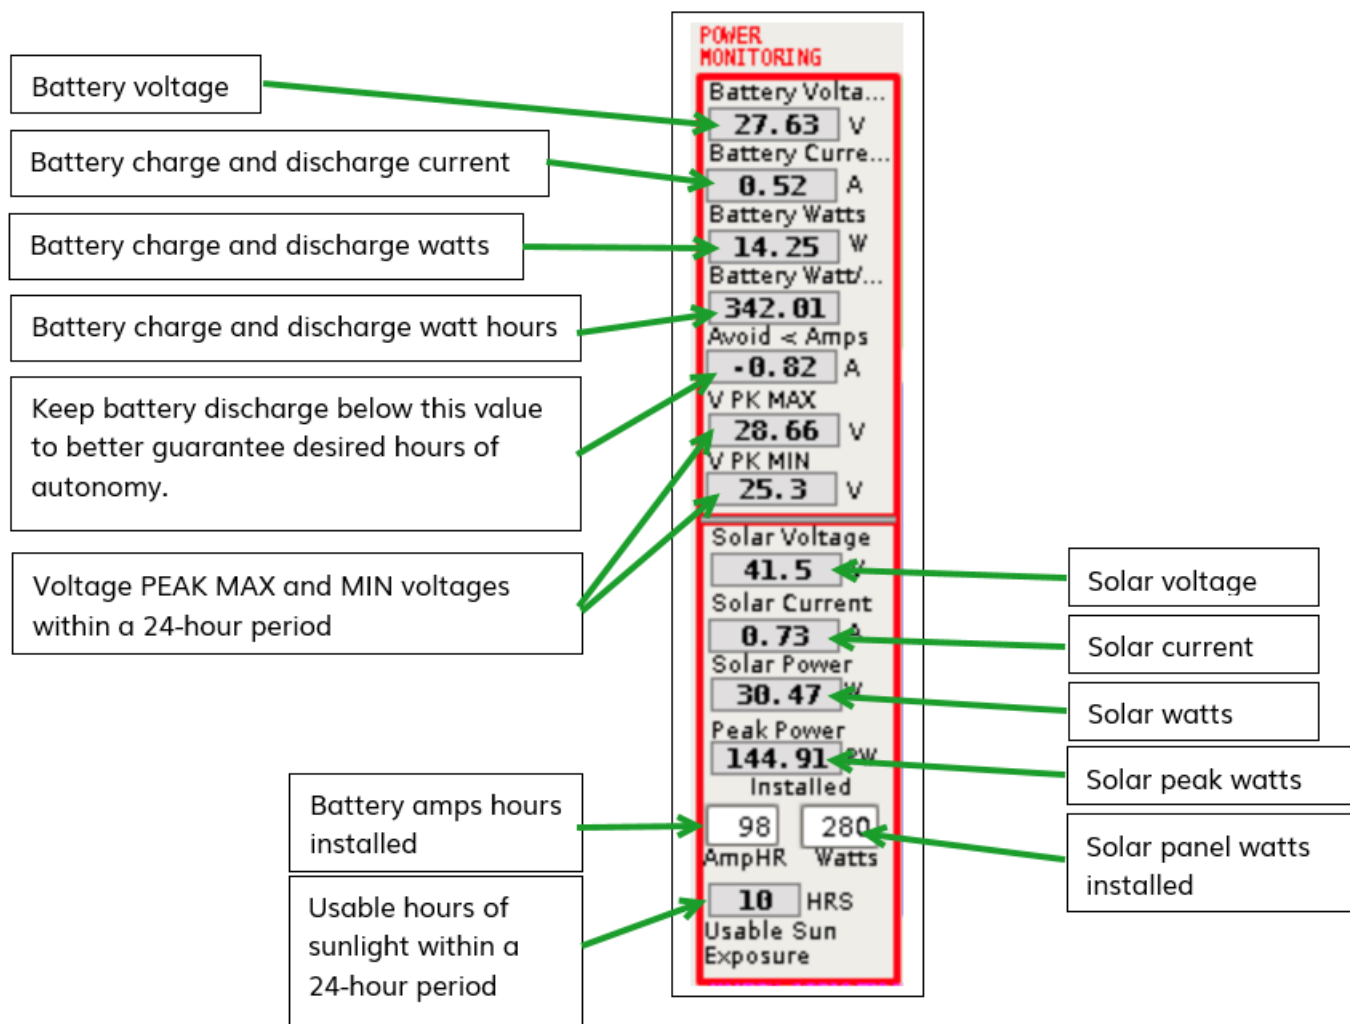 POWER
MONITORING
Battery voltage
Battery Volta...
27.63 V
Battery charge and discharge current
Battery Curre...
0.52 A
Battery charge and discharge watts
Battery Watts
14.25 W
Battery charge and discharge watt hours
Battery Watt/...
342.01
Keep battery discharge below this value
to better guarantee desired hours of
autonomy.
Avoid < Amps
-0.82 A
Voltage PEAK MAX and MIN voltages
within a 24-hour period
V PK MAX
28.66 V
V PK MIN
25.3 V
Solar Voltage
41.5 V
Solar voltage
Solar Current
0.73 A
Solar current
Solar Power
30.47 W
Solar watts
Peak Power
144.91 PW
Solar peak watts
Installed
Battery amps hours
installed
98 280
AmpHR Watts
Solar panel watts
installed
Usable hours of
sunlight within a
24-hour period
10 HRS
Usable Sun
Exposure